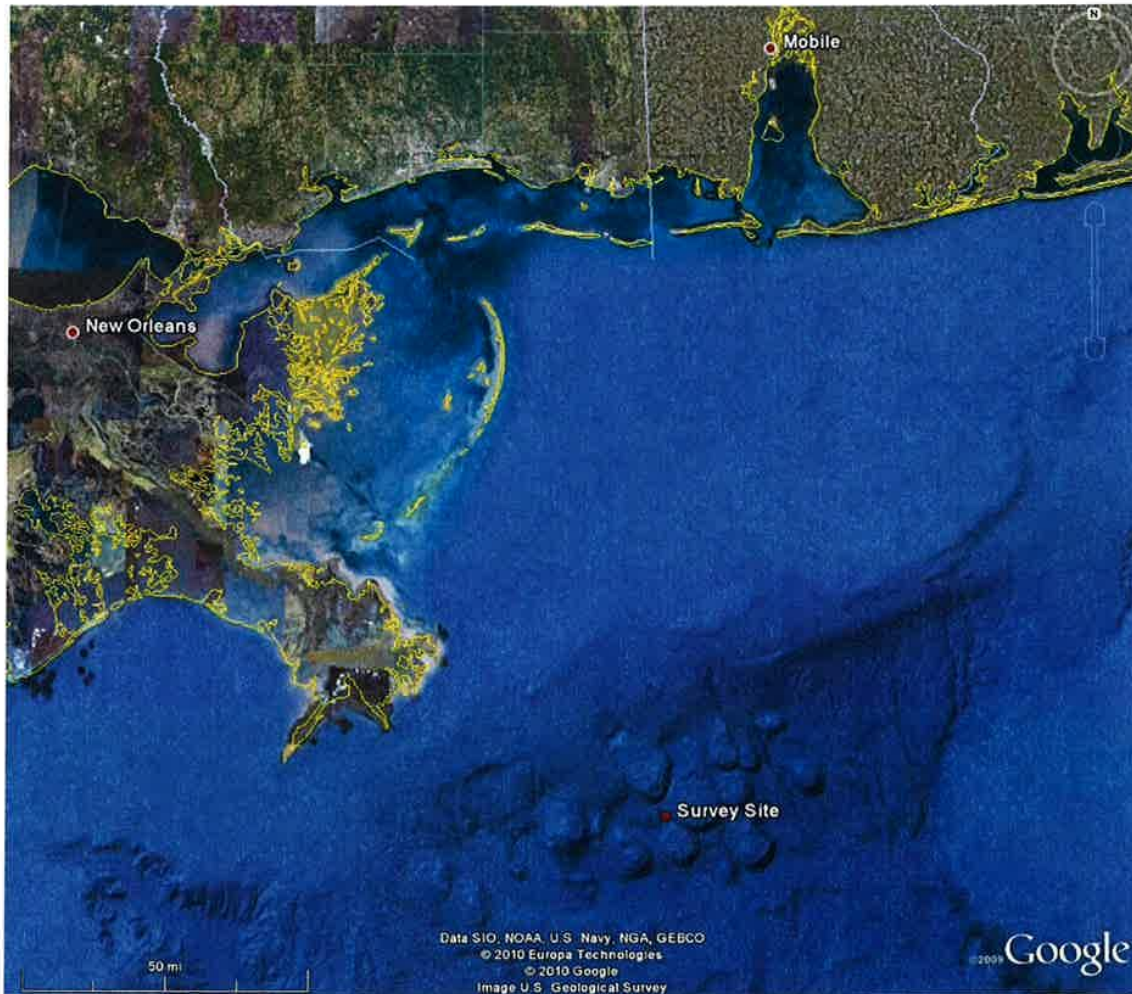 N
Mobile
New Orleans
Survey Site
Data SIO, NOAA, U.S. Navy, NGA, GEBCO
© 2010 Europa Technologies
© 2010 Google
Image U.S. Geological Survey
50 mi
©2009 Google